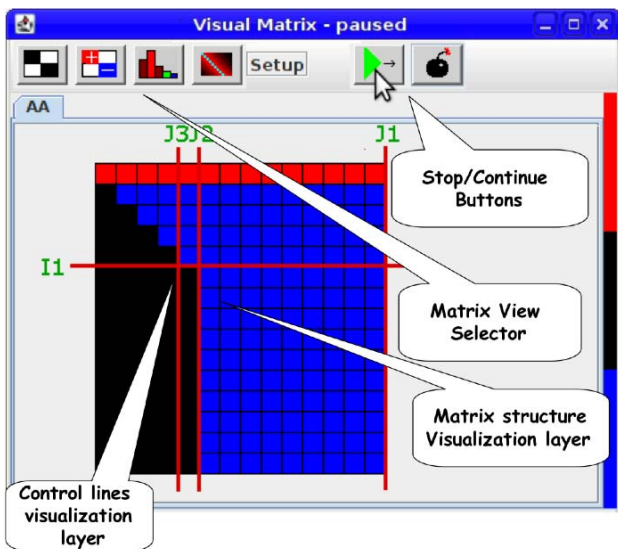 Visual Matrix - paused
Setup
AA
J3 J2 J1
I1
Stop/Continue
Buttons
Matrix View
Selector
Matrix structure
Visualization layer
Control lines
visualization
layer